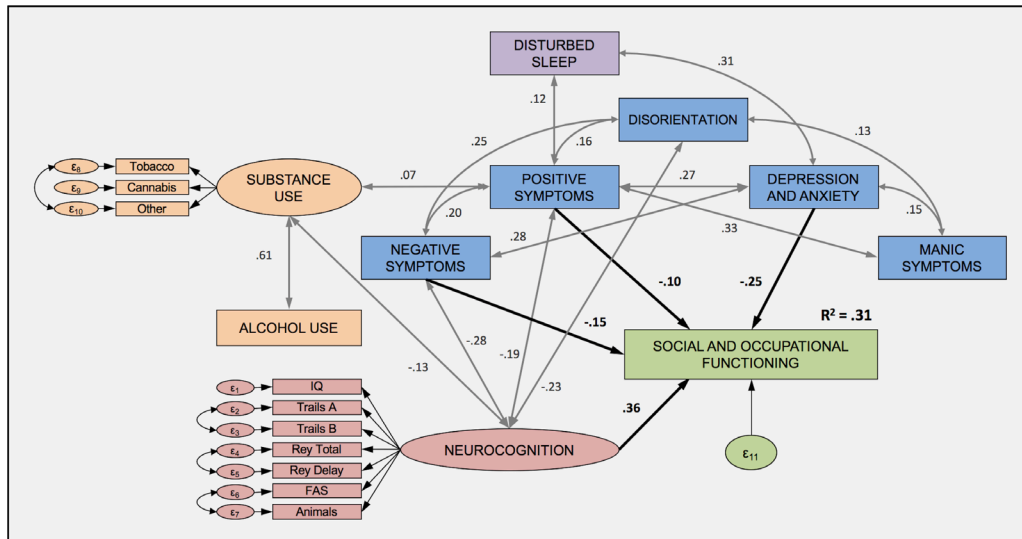 DISTURBED
SLEEP
.31
.12
DISORIENTATION
.25
.16
.13
ε8
Tobacco
ε9
Cannabis
ε10
Other
SUBSTANCE
USE
.07
POSITIVE
SYMPTOMS
.27
DEPRESSION
AND ANXIETY
.20
.15
NEGATIVE
SYMPTOMS
.28
.33
MANIC
SYMPTOMS
.61
-.10
-.25
ALCOHOL USE
-.15
R² = .31
-.28
-.19
SOCIAL AND OCCUPATIONAL
FUNCTIONING
-.13
-.23
ε1
IQ
ε2
Trails A
ε3
Trails B
ε4
Rey Total
ε5
Rey Delay
ε6
FAS
ε7
Animals
.36
NEUROCOGNITION
ε11